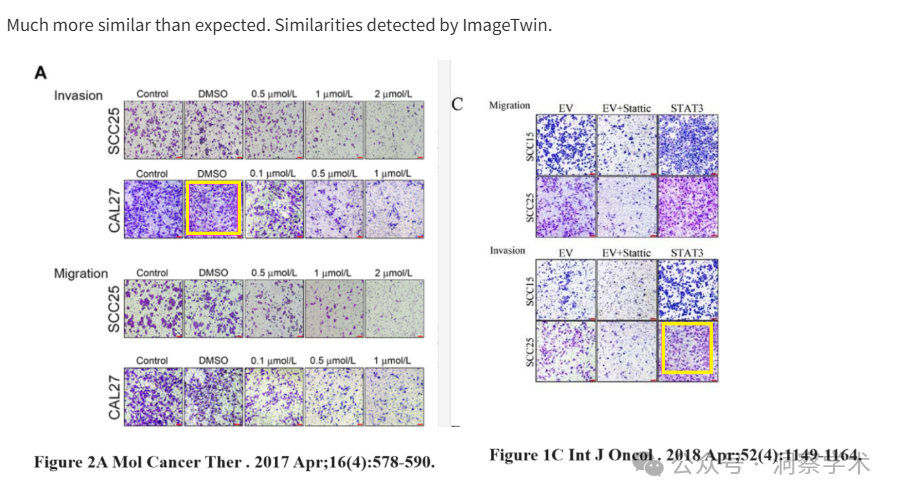 Much more similar than expected. Similarities detected by ImageTwin.
A
Invasion
Control DMSO 0.5 μmol/L 1 μmol/L 2 μmol/L
SCC25
Control DMSO 0.1 μmol/L 0.5 μmol/L 1 μmol/L
CAL27
Migration
Control DMSO 0.5 μmol/L 1 μmol/L 2 μmol/L
SCC25
Control DMSO 0.1 μmol/L 0.5 μmol/L 1 μmol/L
CAL27
Figure 2A Mol Cancer Ther . 2017 Apr;16(4):578-590.
C
Migration
EV EV+Stattic STAT3
SCC15
SCC25
Invasion
EV EV+Stattic STAT3
SCC15
SCC25
Figure 1C Int J Oncol . 2018 Apr;52(4):1149-1164.
公众号 · 洞察学术